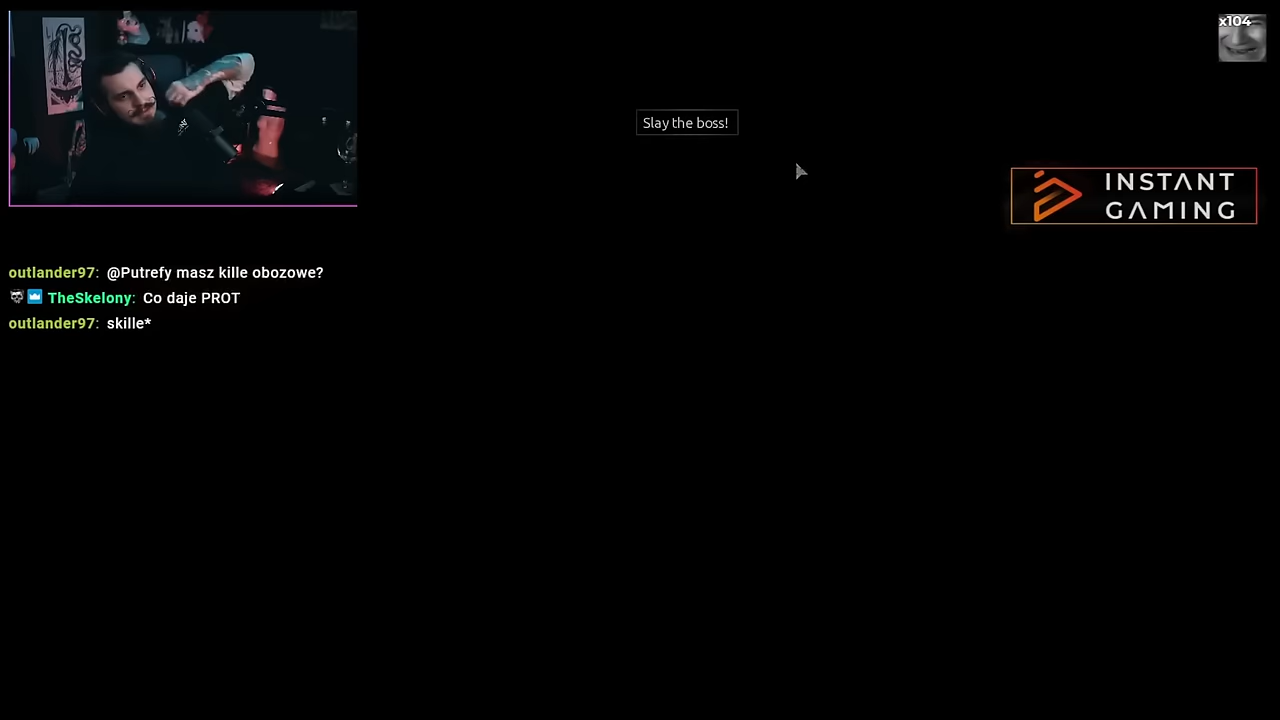 x104
Slay the boss!
INSTANT
GAMING
outlander97: @Putrefy masz kille obozowe?
TheSkelony: Co daje PROT
outlander97: skille*